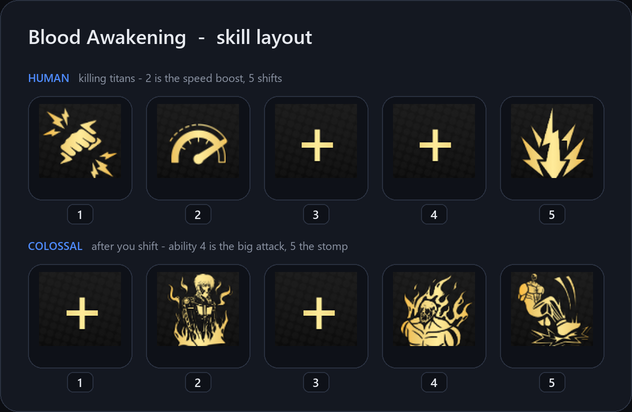 Blood Awakening - skill layout
HUMAN killing titans - 2 is the speed boost, 5 shifts
1 2 3 4 5
COLOSSAL after you shift - ability 4 is the big attack, 5 the stomp
1 2 3 4 5